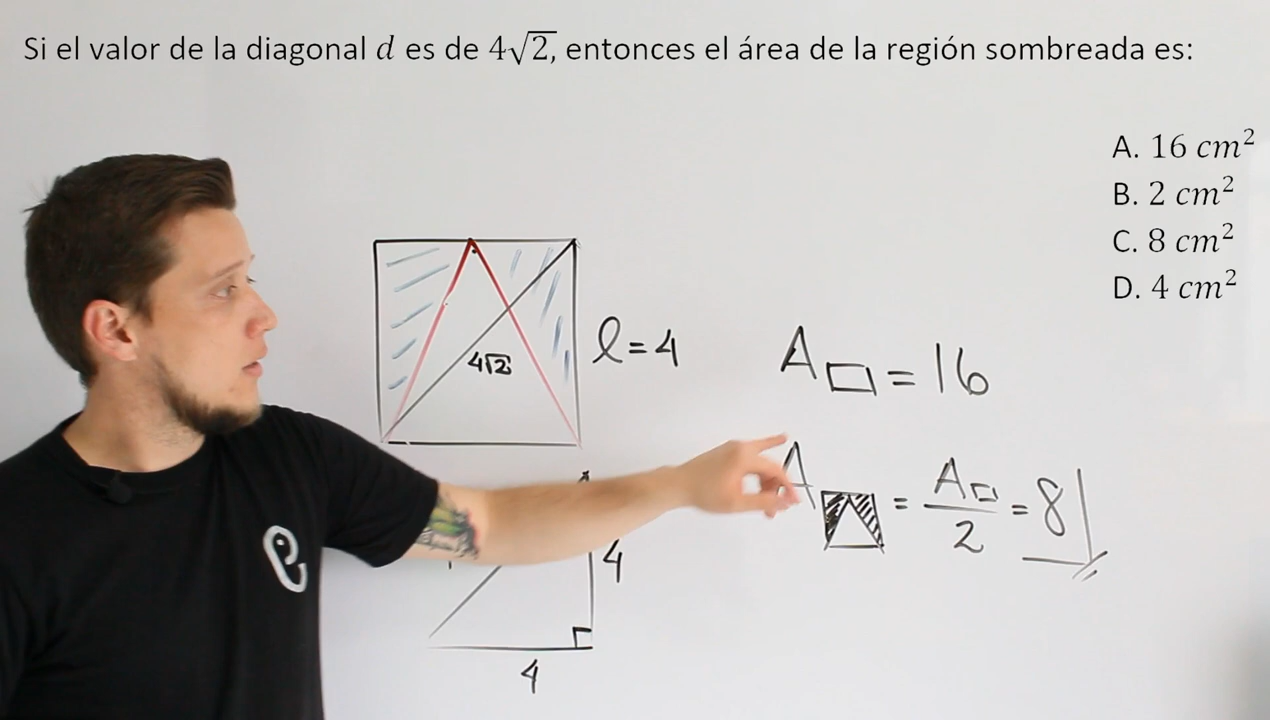 Si el valor de la diagonal d es de 4√2, entonces el área de la región sombreada es:
A. 16 cm²
B. 2 cm²
C. 8 cm²
D. 4 cm²
4√2
l = 4
A□ = 16
A = A□/2 = 8
4
4
e